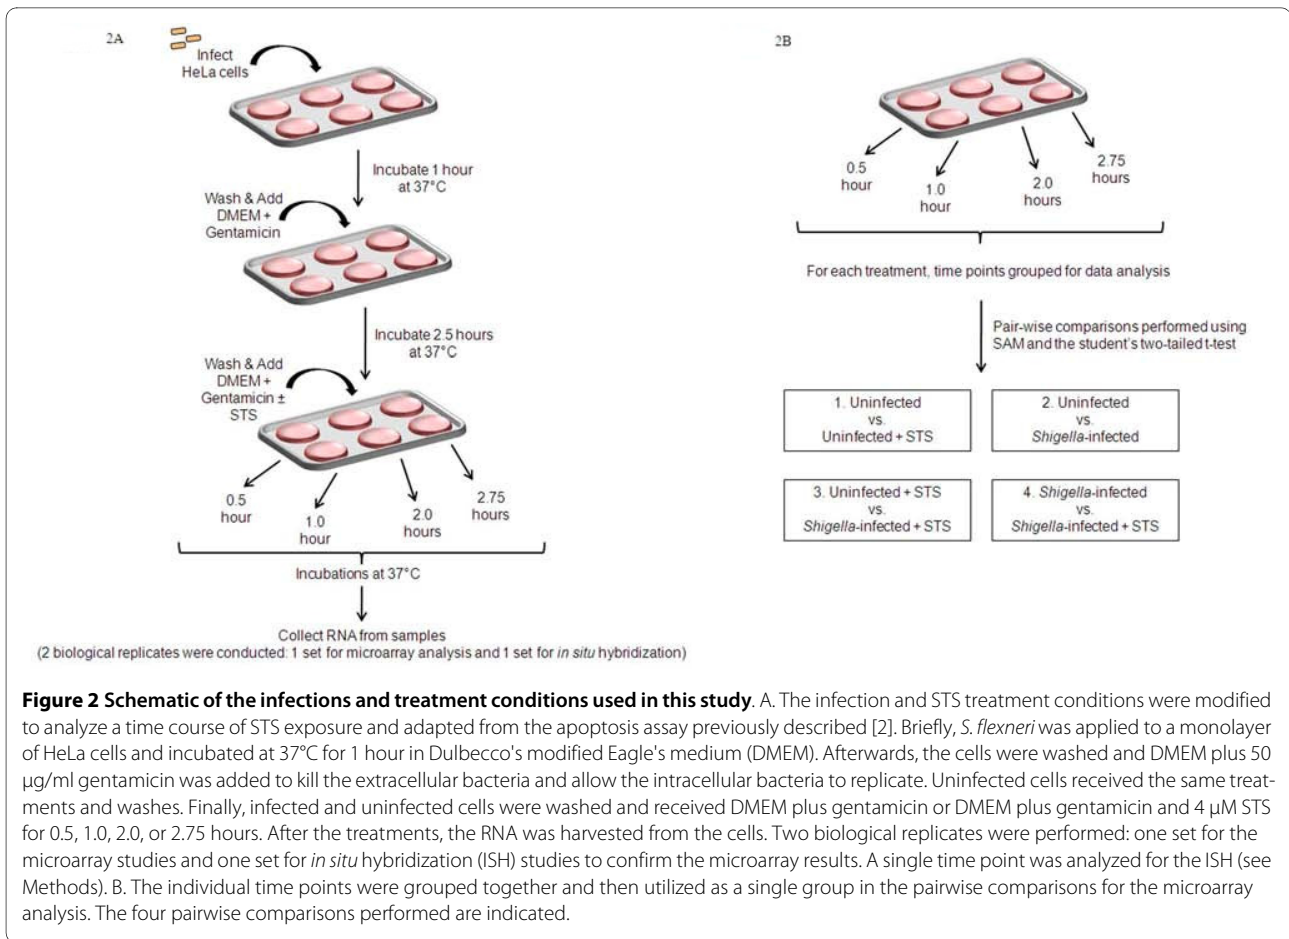 2A
Infect
HeLa cells
Incubate 1 hour
at 37°C
Wash & Add
DMEM +
Gentamicin
Incubate 2.5 hours
at 37°C
Wash & Add
DMEM +
Gentamicin ±
STS
0.5
hour
1.0
hour
2.0
hours
2.75
hours
Incubations at 37°C
Collect RNA from samples
(2 biological replicates were conducted: 1 set for microarray analysis and 1 set for in situ hybridization)
2B
0.5
hour
1.0
hour
2.0
hours
2.75
hours
For each treatment, time points grouped for data analysis
Pair-wise comparisons performed using
SAM and the student's two-tailed t-test
1. Uninfected
vs.
Uninfected + STS
2. Uninfected
vs.
Shigella-infected
3. Uninfected + STS
vs.
Shigella-infected + STS
4. Shigella-infected
vs.
Shigella-infected + STS
Figure 2 Schematic of the infections and treatment conditions used in this study. A. The infection and STS treatment conditions were modified
to analyze a time course of STS exposure and adapted from the apoptosis assay previously described [2]. Briefly, S. flexneri was applied to a monolayer
of HeLa cells and incubated at 37°C for 1 hour in Dulbecco's modified Eagle's medium (DMEM). Afterwards, the cells were washed and DMEM plus 50
μg/ml gentamicin was added to kill the extracellular bacteria and allow the intracellular bacteria to replicate. Uninfected cells received the same treat-
ments and washes. Finally, infected and uninfected cells were washed and received DMEM plus gentamicin or DMEM plus gentamicin and 4 μM STS
for 0.5, 1.0, 2.0, or 2.75 hours. After the treatments, the RNA was harvested from the cells. Two biological replicates were performed: one set for the
microarray studies and one set for in situ hybridization (ISH) studies to confirm the microarray results. A single time point was analyzed for the ISH (see
Methods). B. The individual time points were grouped together and then utilized as a single group in the pairwise comparisons for the microarray
analysis. The four pairwise comparisons performed are indicated.